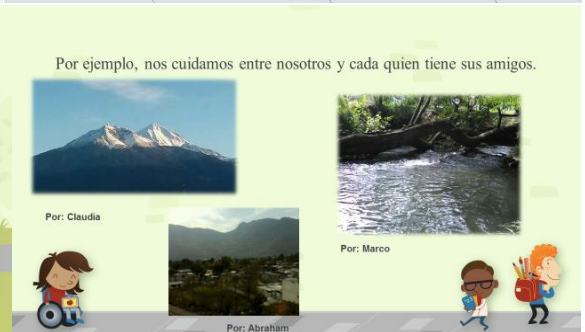 Por ejemplo, nos cuidamos entre nosotros y cada quien tiene sus amigos.
Por: Claudia
Por: Marco
Por: Abraham